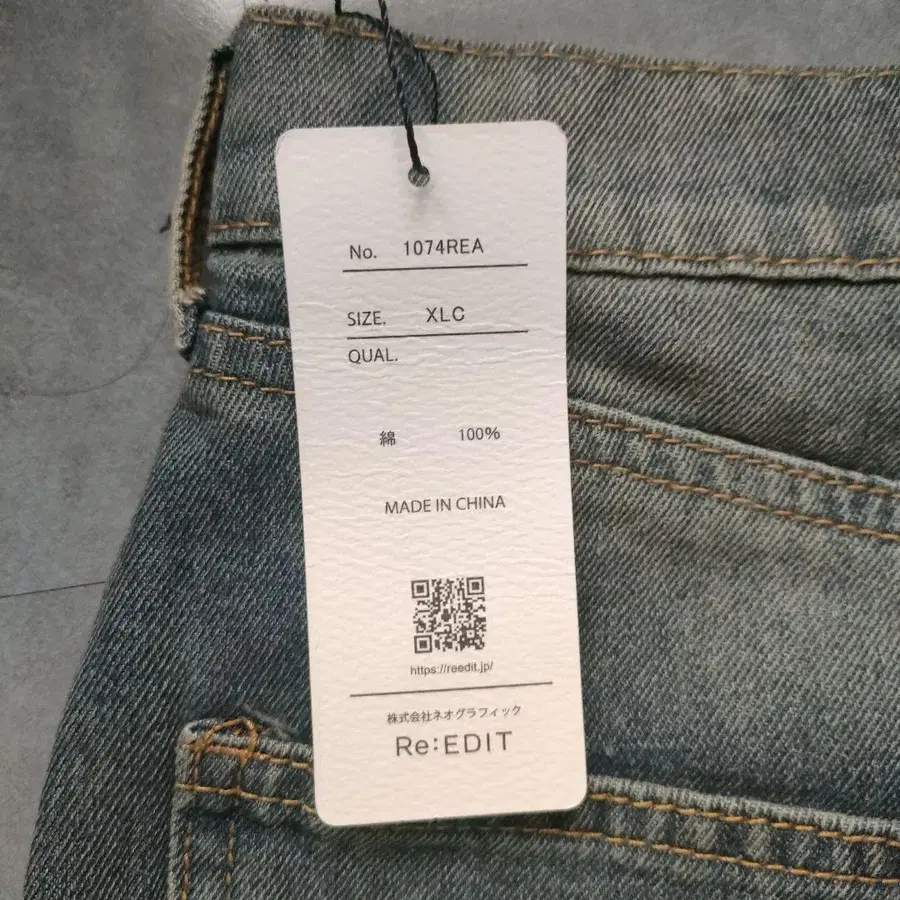 No. 1074REA
SIZE. XLC
QUAL.
綿 100%
MADE IN CHINA
https://reedit.jp/
株式会社ネオグラフィック
Re:EDIT